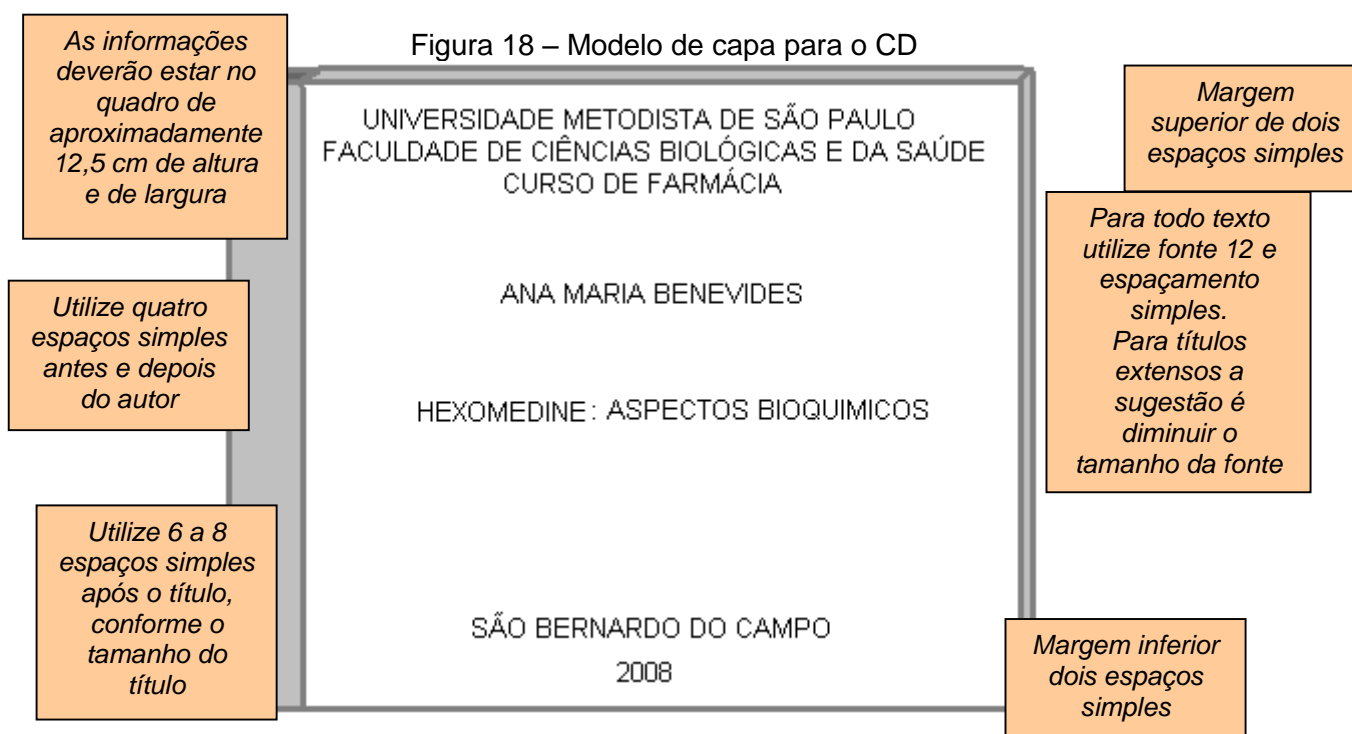 Figura 18 – Modelo de capa para o CD
As informações
deverão estar no
quadro de
aproximadamente
12,5 cm de altura
e de largura
Utilize quatro
espaços simples
antes e depois
do autor
Utilize 6 a 8
espaços simples
após o título,
conforme o
tamanho do
título
UNIVERSIDADE METODISTA DE SÃO PAULO
FACULDADE DE CIÊNCIAS BIOLÓGICAS E DA SAÚDE
CURSO DE FARMÁCIA
ANA MARIA BENEVIDES
HEXOMEDINE: ASPECTOS BIOQUIMICOS
SÃO BERNARDO DO CAMPO
2008
Margem
superior de dois
espaços simples
Para todo texto
utilize fonte 12 e
espaçamento
simples.
Para títulos
extensos a
sugestão é
diminuir o
tamanho da fonte
Margem inferior
dois espaços
simples